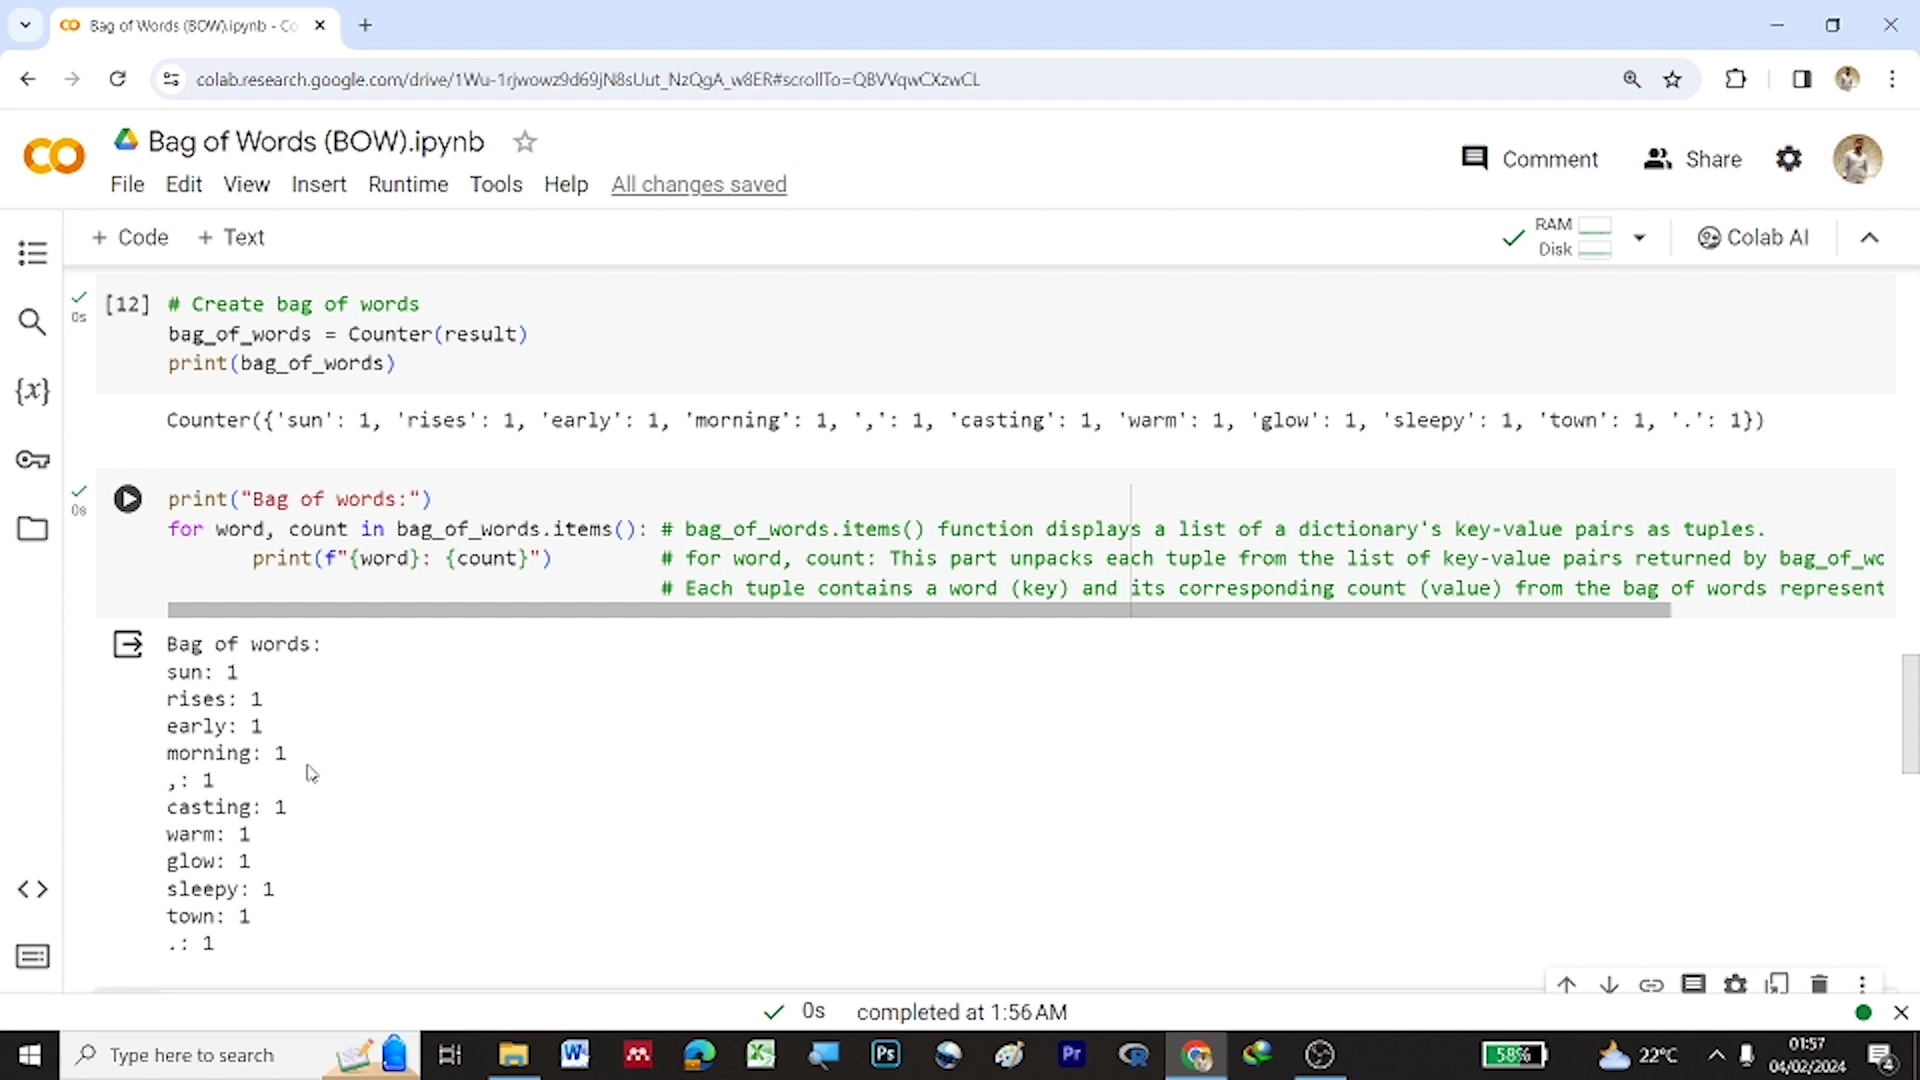 Bag of Words (BOW).ipynb - Co
colab.research.google.com/drive/1Wu-1rjwowz9d69jN8sUut_NzQgA_w8ER#scrollTo=QBVVqwCXzwCL
Bag of Words (BOW).ipynb
Comment
Share
File Edit View Insert Runtime Tools Help All changes saved
+ Code + Text
RAM
Disk
Colab AI
[12] # Create bag of words
0s
bag_of_words = Counter(result)
print(bag_of_words)
Counter({'sun': 1, 'rises': 1, 'early': 1, 'morning': 1, ',': 1, 'casting': 1, 'warm': 1, 'glow': 1, 'sleepy': 1, 'town': 1, '.': 1})
print("Bag of words:")
0s
for word, count in bag_of_words.items(): # bag_of_words.items() function displays a list of a dictionary's key-value pairs as tuples.
print(f"{word}: {count}") # for word, count: This part unpacks each tuple from the list of key-value pairs returned by bag_of_wo
# Each tuple contains a word (key) and its corresponding count (value) from the bag of words represent
Bag of words:
sun: 1
rises: 1
early: 1
morning: 1
,: 1
casting: 1
warm: 1
glow: 1
sleepy: 1
town: 1
.: 1
0s completed at 1:56 AM
Type here to search
58%
22°C
01:57
04/02/2024
4